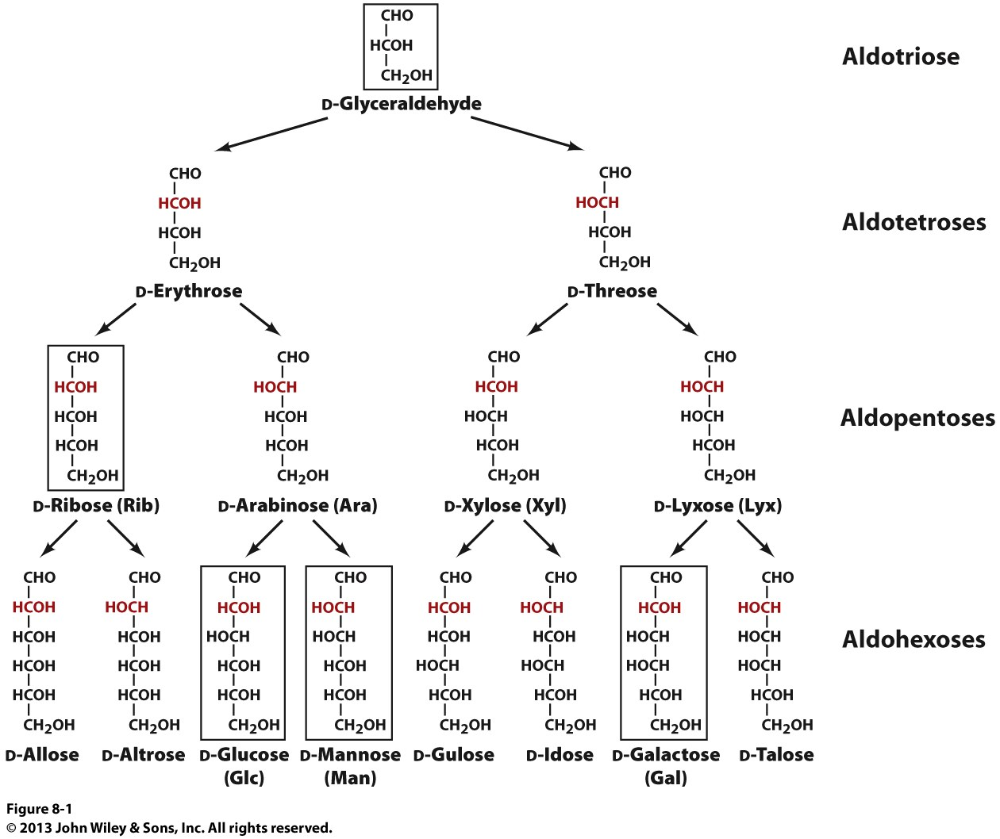 CHO
HCOH
CH2OH
D-Glyceraldehyde
Aldotriose
CHO CHO
HCOH HOCH
HCOH HCOH
CH2OH CH2OH
D-Erythrose D-Threose
Aldotetroses
CHO CHO CHO CHO
HCOH HOCH HCOH HOCH
HCOH HCOH HOCH HOCH
HCOH HCOH HCOH HCOH
CH2OH CH2OH CH2OH CH2OH
D-Ribose (Rib) D-Arabinose (Ara) D-Xylose (Xyl) D-Lyxose (Lyx)
Aldopentoses
CHO CHO CHO CHO CHO CHO CHO CHO
HCOH HOCH HCOH HOCH HCOH HOCH HCOH HOCH
HCOH HCOH HOCH HOCH HCOH HCOH HOCH HOCH
HCOH HCOH HCOH HCOH HOCH HOCH HOCH HOCH
HCOH HCOH HCOH HCOH HCOH HCOH HCOH HCOH
CH2OH CH2OH CH2OH CH2OH CH2OH CH2OH CH2OH CH2OH
D-Allose D-Altrose D-Glucose D-Mannose D-Gulose D-Idose D-Galactose D-Talose
(Glc) (Man) (Gal)
Aldohexoses
Figure 8-1
© 2013 John Wiley & Sons, Inc. All rights reserved.